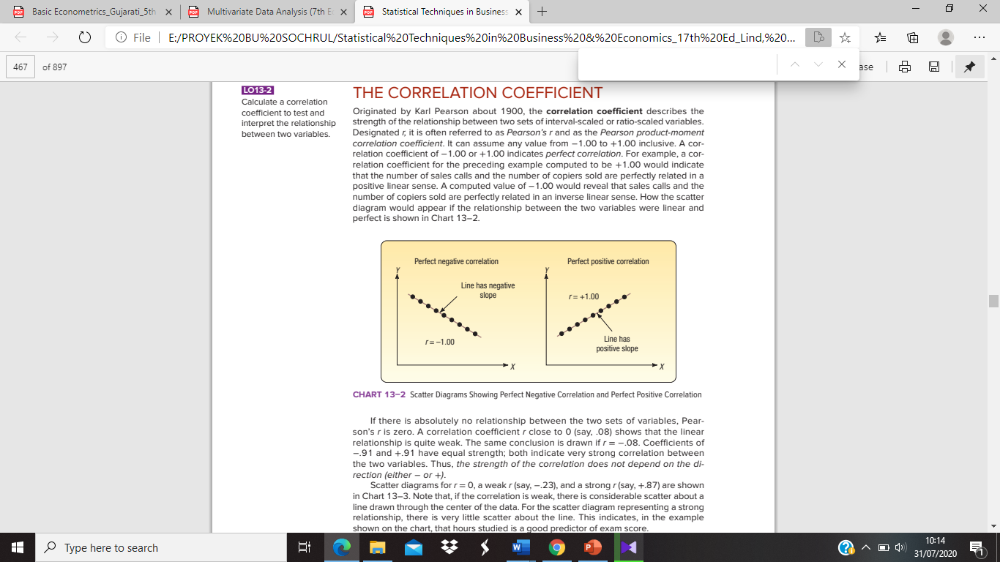 Basic Econometrics_Gujarati_5th
Multivariate Data Analysis (7th E
Statistical Techniques in Business
File
E:/PROYEK%20BU%20SOCHRUL/Statistical%20Techniques%20in%20Business%20&%20Economics_17th%20Ed_Lind,%20...
467 of 897
ase
LO13-2
Calculate a correlation
coefficient to test and
interpret the relationship
between two variables.
THE CORRELATION COEFFICIENT
Originated by Karl Pearson about 1900, the correlation coefficient describes the
strength of the relationship between two sets of interval-scaled or ratio-scaled variables.
Designated r, it is often referred to as Pearson's r and as the Pearson product-moment
correlation coefficient. It can assume any value from −1.00 to +1.00 inclusive. A cor-
relation coefficient of −1.00 or +1.00 indicates perfect correlation. For example, a cor-
relation coefficient for the preceding example computed to be +1.00 would indicate
that the number of sales calls and the number of copiers sold are perfectly related in a
positive linear sense. A computed value of −1.00 would reveal that sales calls and the
number of copiers sold are perfectly related in an inverse linear sense. How the scatter
diagram would appear if the relationship between the two variables were linear and
perfect is shown in Chart 13–2.
Perfect negative correlation
Y
Line has negative
slope
r = −1.00
X
Perfect positive correlation
Y
r = +1.00
Line has
positive slope
X
CHART 13–2 Scatter Diagrams Showing Perfect Negative Correlation and Perfect Positive Correlation
If there is absolutely no relationship between the two sets of variables, Pear-
son's r is zero. A correlation coefficient r close to 0 (say, .08) shows that the linear
relationship is quite weak. The same conclusion is drawn if r = −.08. Coefficients of
−.91 and +.91 have equal strength; both indicate very strong correlation between
the two variables. Thus, the strength of the correlation does not depend on the di-
rection (either − or +).
Scatter diagrams for r = 0, a weak r (say, −.23), and a strong r (say, +.87) are shown
in Chart 13–3. Note that, if the correlation is weak, there is considerable scatter about a
line drawn through the center of the data. For the scatter diagram representing a strong
relationship, there is very little scatter about the line. This indicates, in the example
shown on the chart, that hours studied is a good predictor of exam score.
Type here to search
10:14
31/07/2020
1